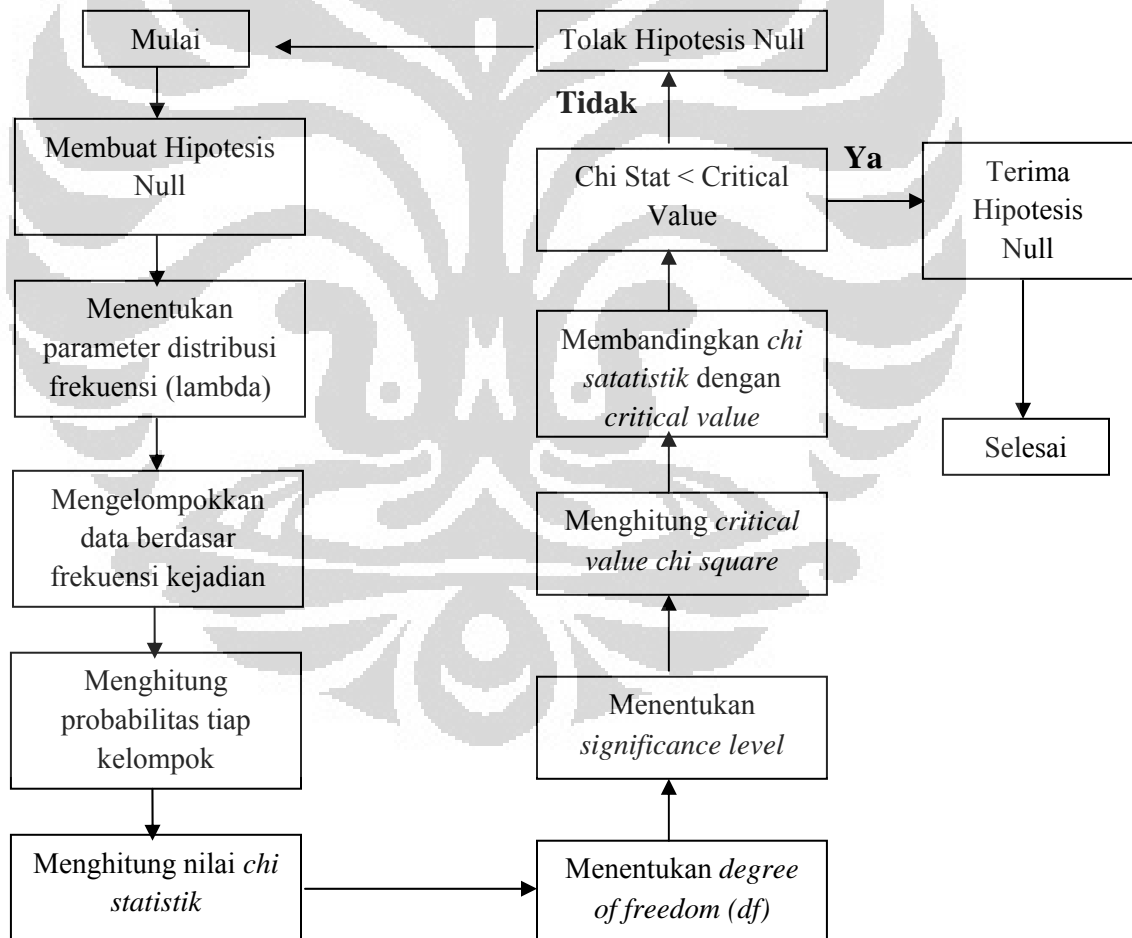 Mulai
Membuat Hipotesis
Null
Menentukan
parameter distribusi
frekuensi (lambda)
Mengelompokkan
data berdasar
frekuensi kejadian
Menghitung
probabilitas tiap
kelompok
Menghitung nilai chi
statistik
Menentukan degree
of freedom (df)
Menentukan
significance level
Menghitung critical
value chi square
Membandingkan chi
satatistik dengan
critical value
Chi Stat < Critical
Value
Tidak
Tolak Hipotesis Null
Ya
Terima
Hipotesis
Null
Selesai